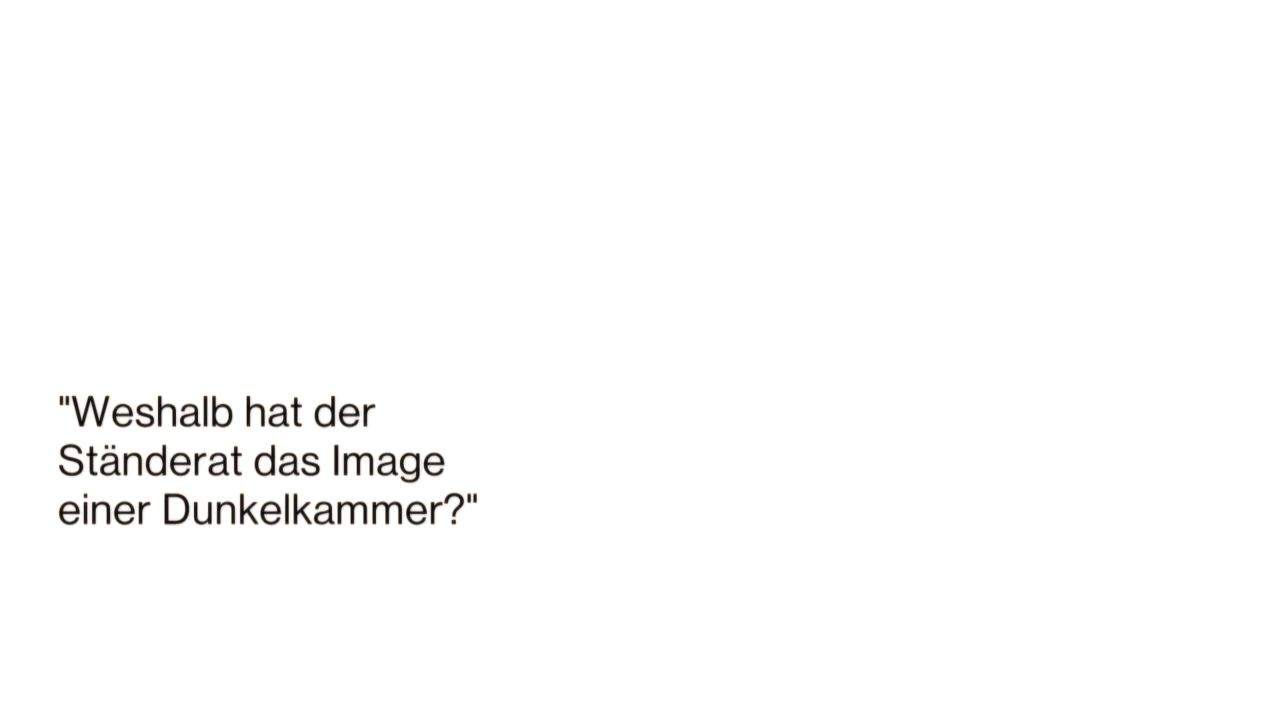 "Weshalb hat der
Ständerat das Image
einer Dunkelkammer?"